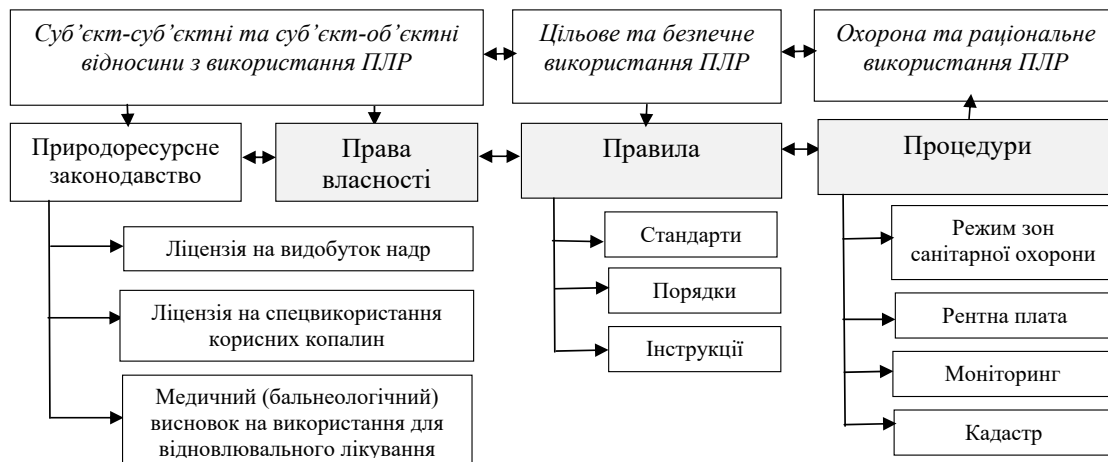 Суб’єкт-суб’єктні та суб’єкт-об’єктні
відносини з використання ПЛР
Цільове та безпечне
використання ПЛР
Охорона та раціональне
використання ПЛР
Природоресурсне
законодавство
Права
власності
Правила
Процедури
Ліцензія на видобуток надр
Ліцензія на спецвикористання
корисних копалин
Медичний (бальнеологічний)
висновок на використання для
відновлювального лікування
Стандарти
Порядки
Інструкції
Режим зон
санітарної охорони
Рентна плата
Моніторинг
Кадастр